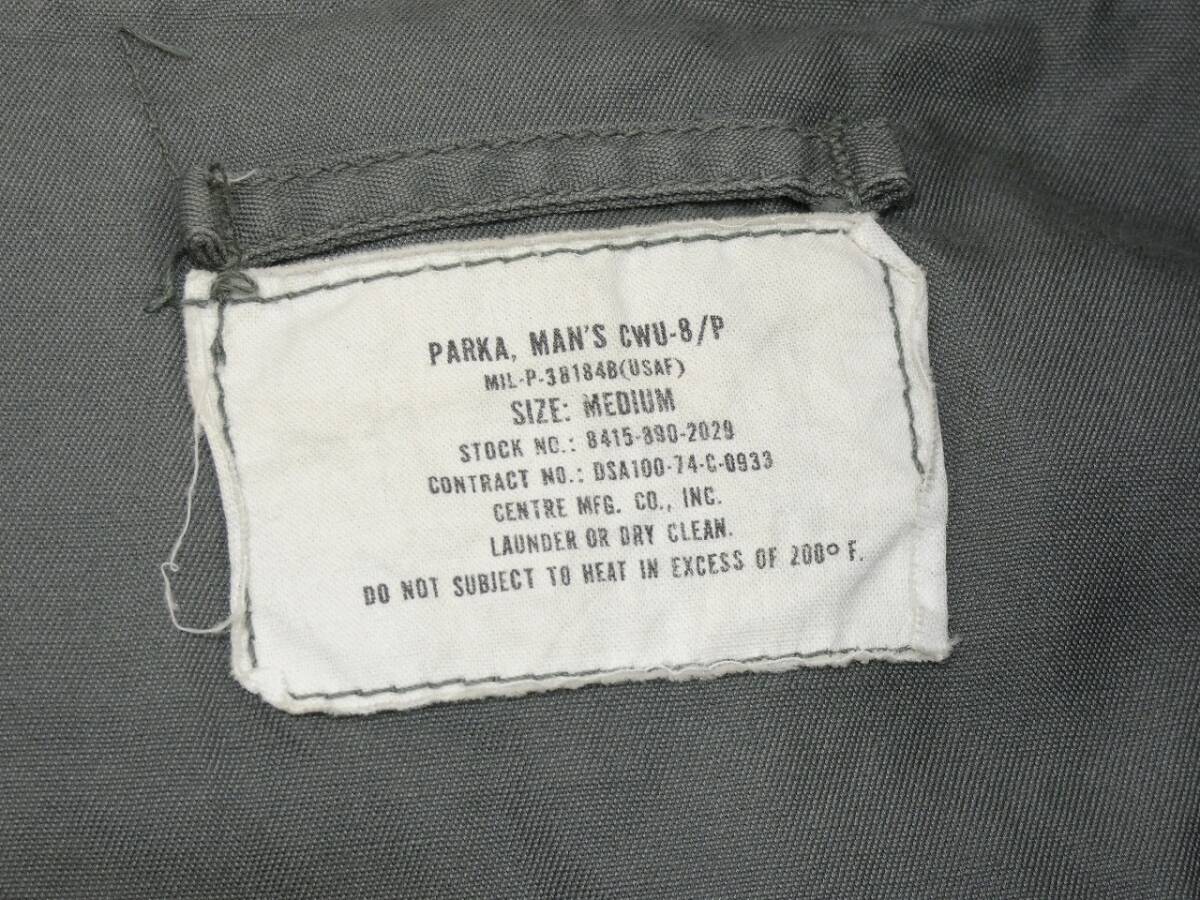 PARKA, MAN'S CWU-8/P
MIL-P-38184B(USAF)
SIZE: MEDIUM
STOCK NO.: 8415-890-2029
CONTRACT NO.: DSA100-74-C-0933
CENTRE MFG. CO., INC.
LAUNDER OR DRY CLEAN.
DO NOT SUBJECT TO HEAT IN EXCESS OF 200° F.